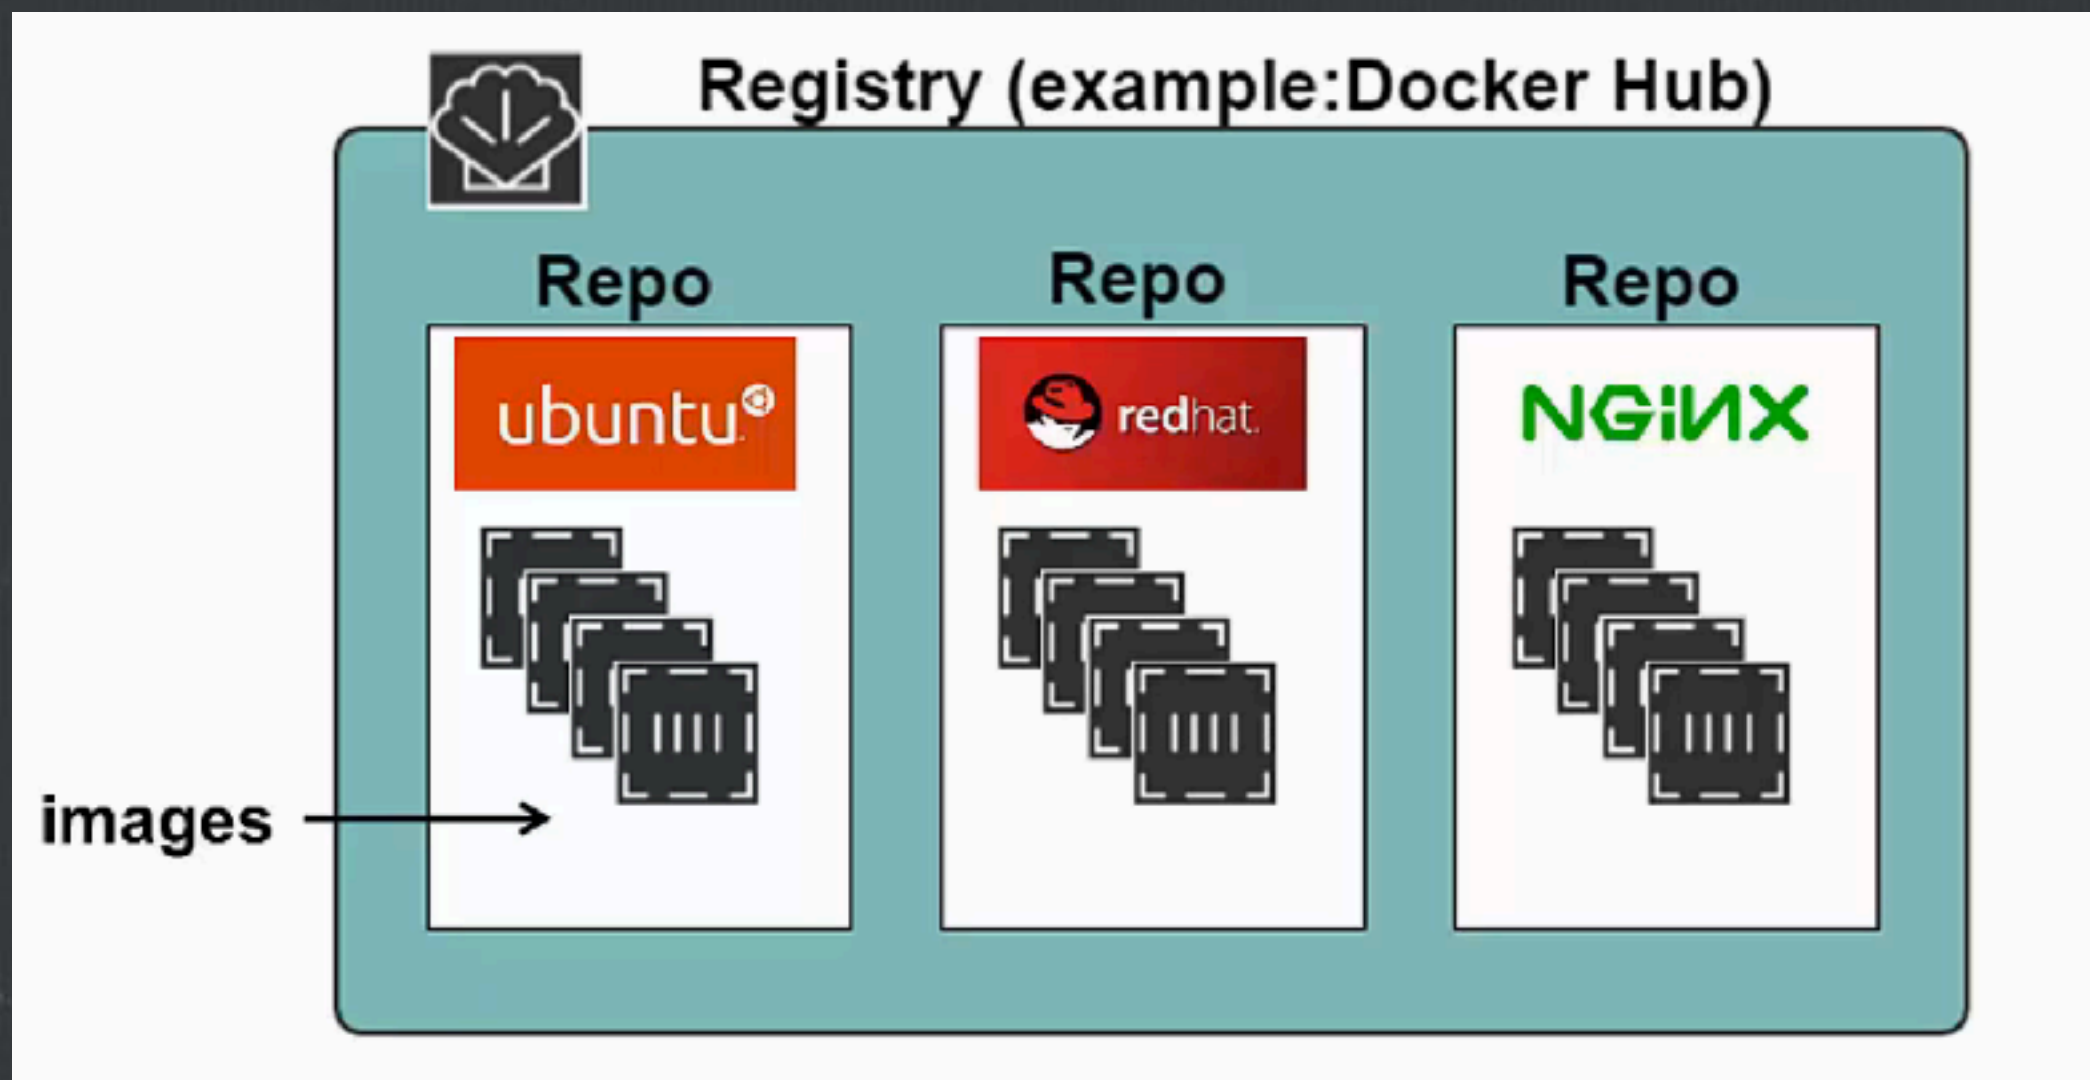 Registry (example:Docker Hub)
Repo
Repo
Repo
ubuntu
redhat.
NGiNX
images